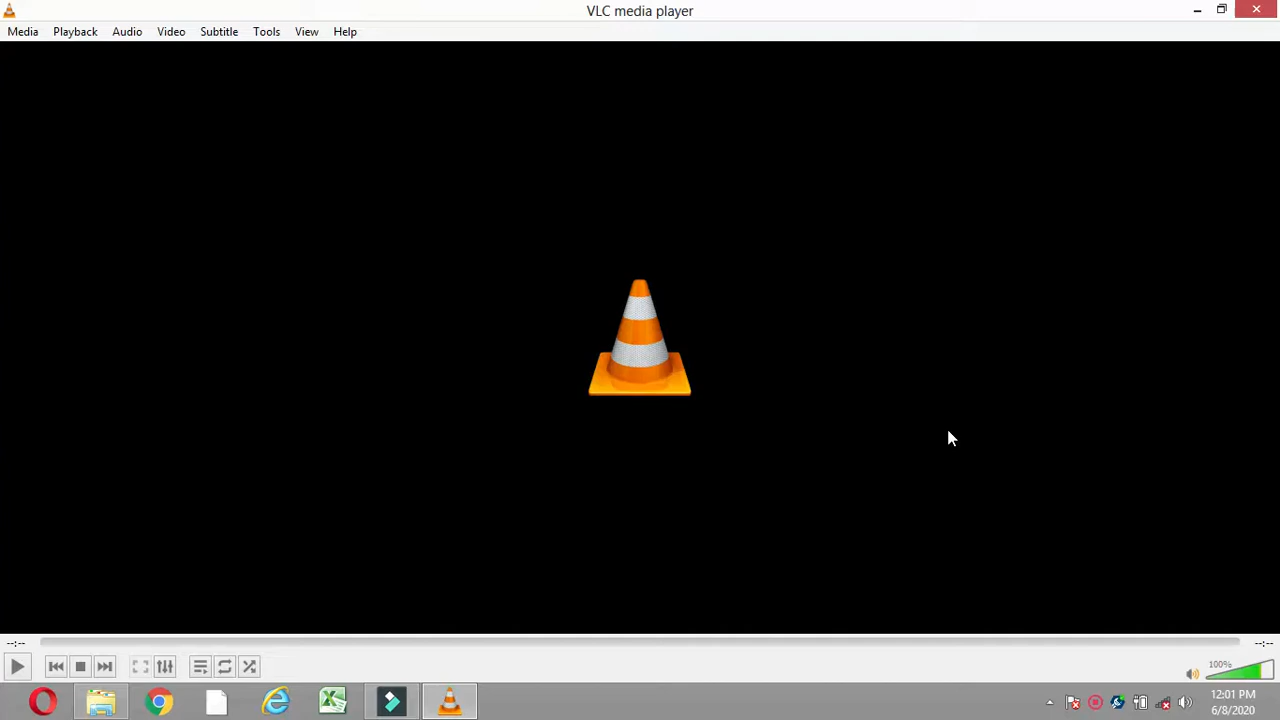 VLC media player
Media Playback Audio Video Subtitle Tools View Help
--:-- --:--
100%
12:01 PM
6/8/2020